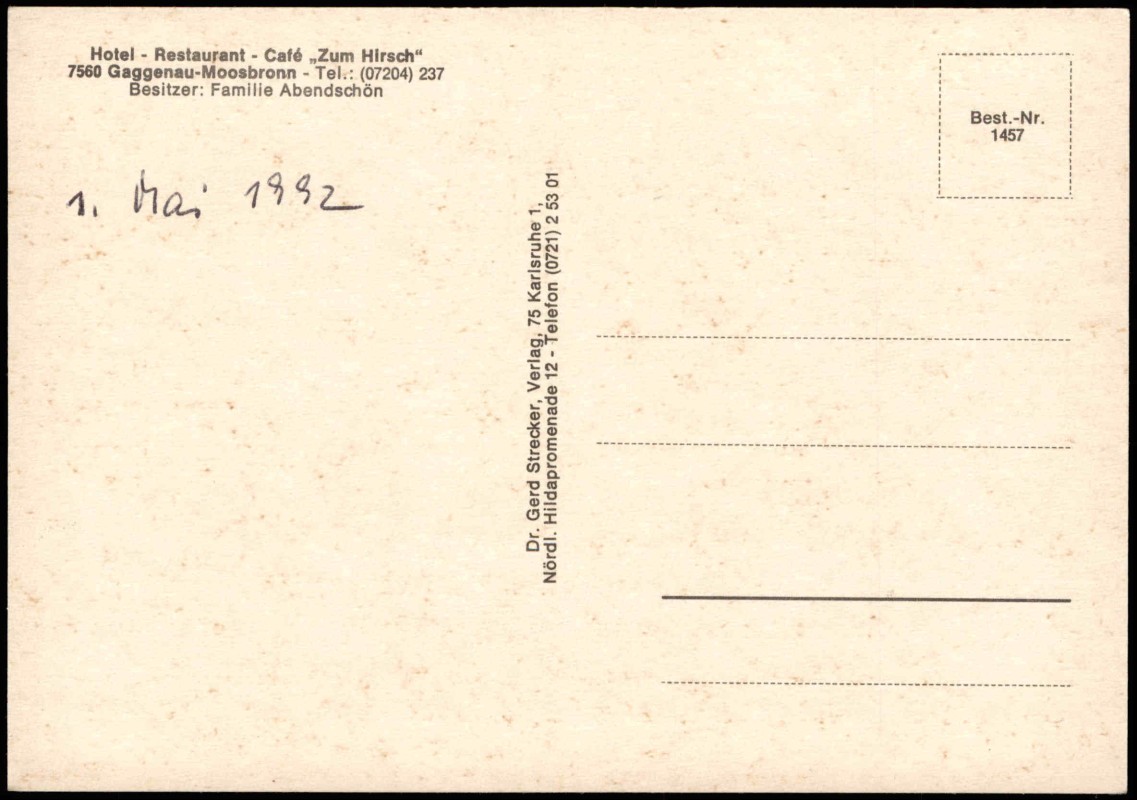 Hotel - Restaurant - Café „Zum Hirsch“
7560 Gaggenau-Moosbronn - Tel.: (07204) 237
Besitzer: Familie Abendschön
1. Mai 1992
Dr. Gerd Strecker, Verlag, 75 Karlsruhe 1,
Nördl. Hildapromenade 12 - Telefon (0721) 2 53 01
Best.-Nr.
1457